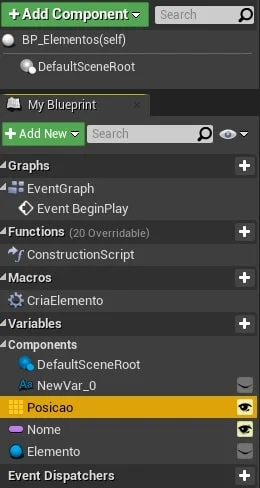 Add Component
Search
BP_Elementos(self)
DefaultSceneRoot
My Blueprint
Add New
Search
Graphs
EventGraph
Event BeginPlay
Functions (20 Overridable)
ConstructionScript
Macros
CriaElemento
Variables
Components
DefaultSceneRoot
Aa NewVar_0
Posicao
Nome
Elemento
Event Dispatchers